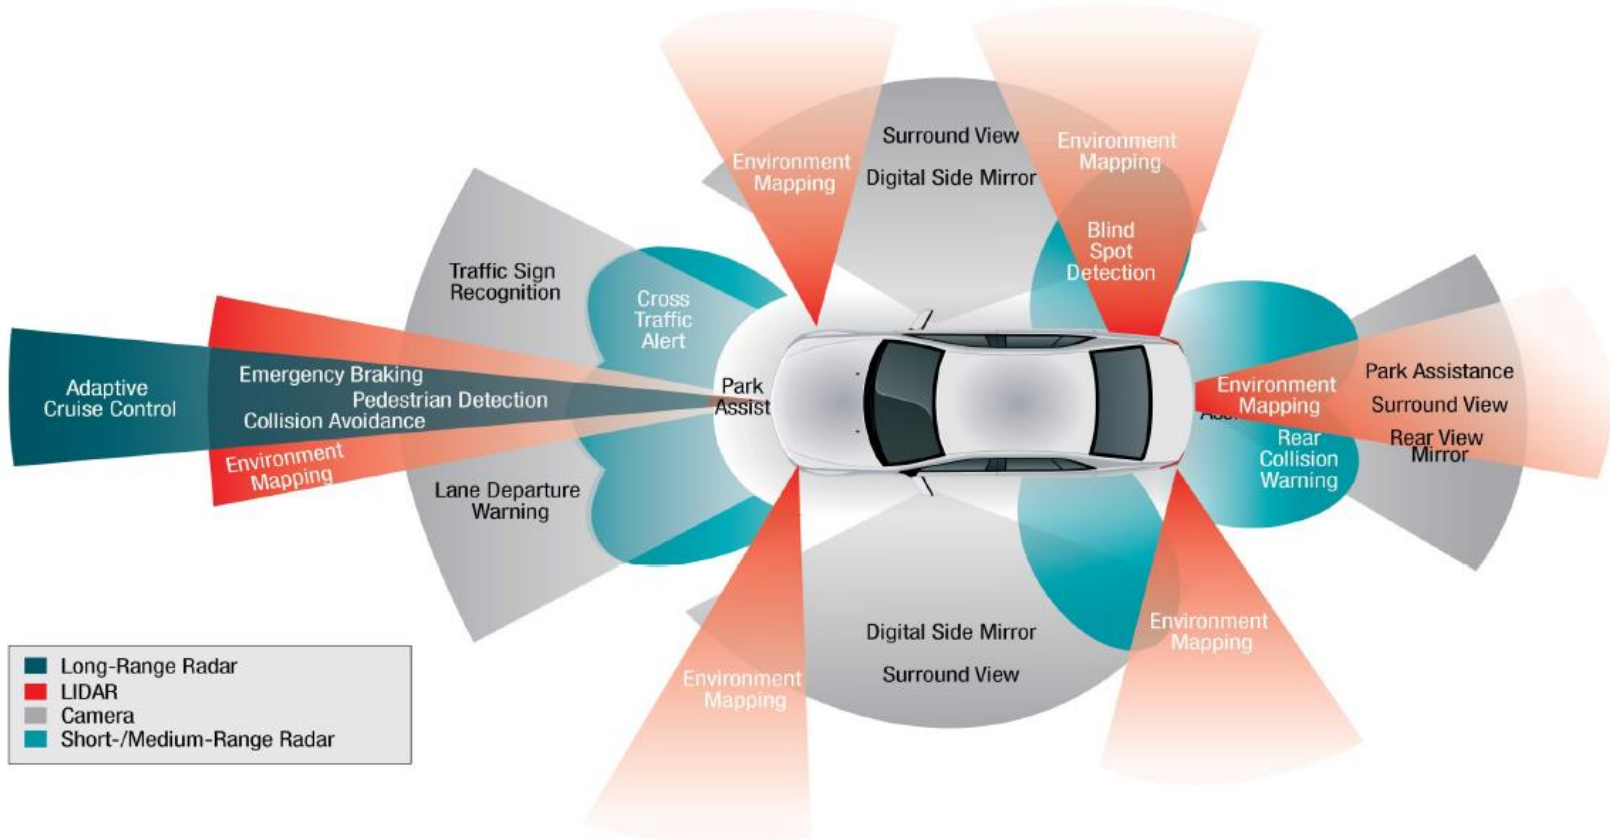 Surround View
Digital Side Mirror
Environment
Mapping
Environment
Mapping
Blind
Spot
Detection
Traffic Sign
Recognition
Cross
Traffic
Alert
Adaptive
Cruise Control
Emergency Braking
Pedestrian Detection
Collision Avoidance
Environment
Mapping
Lane Departure
Warning
Park
Assist
Environment
Mapping
Park Assistance
Surround View
Rear View
Mirror
Rear
Collision
Warning
Digital Side Mirror
Surround View
Environment
Mapping
Environment
Mapping
Long-Range Radar
LIDAR
Camera
Short-/Medium-Range Radar